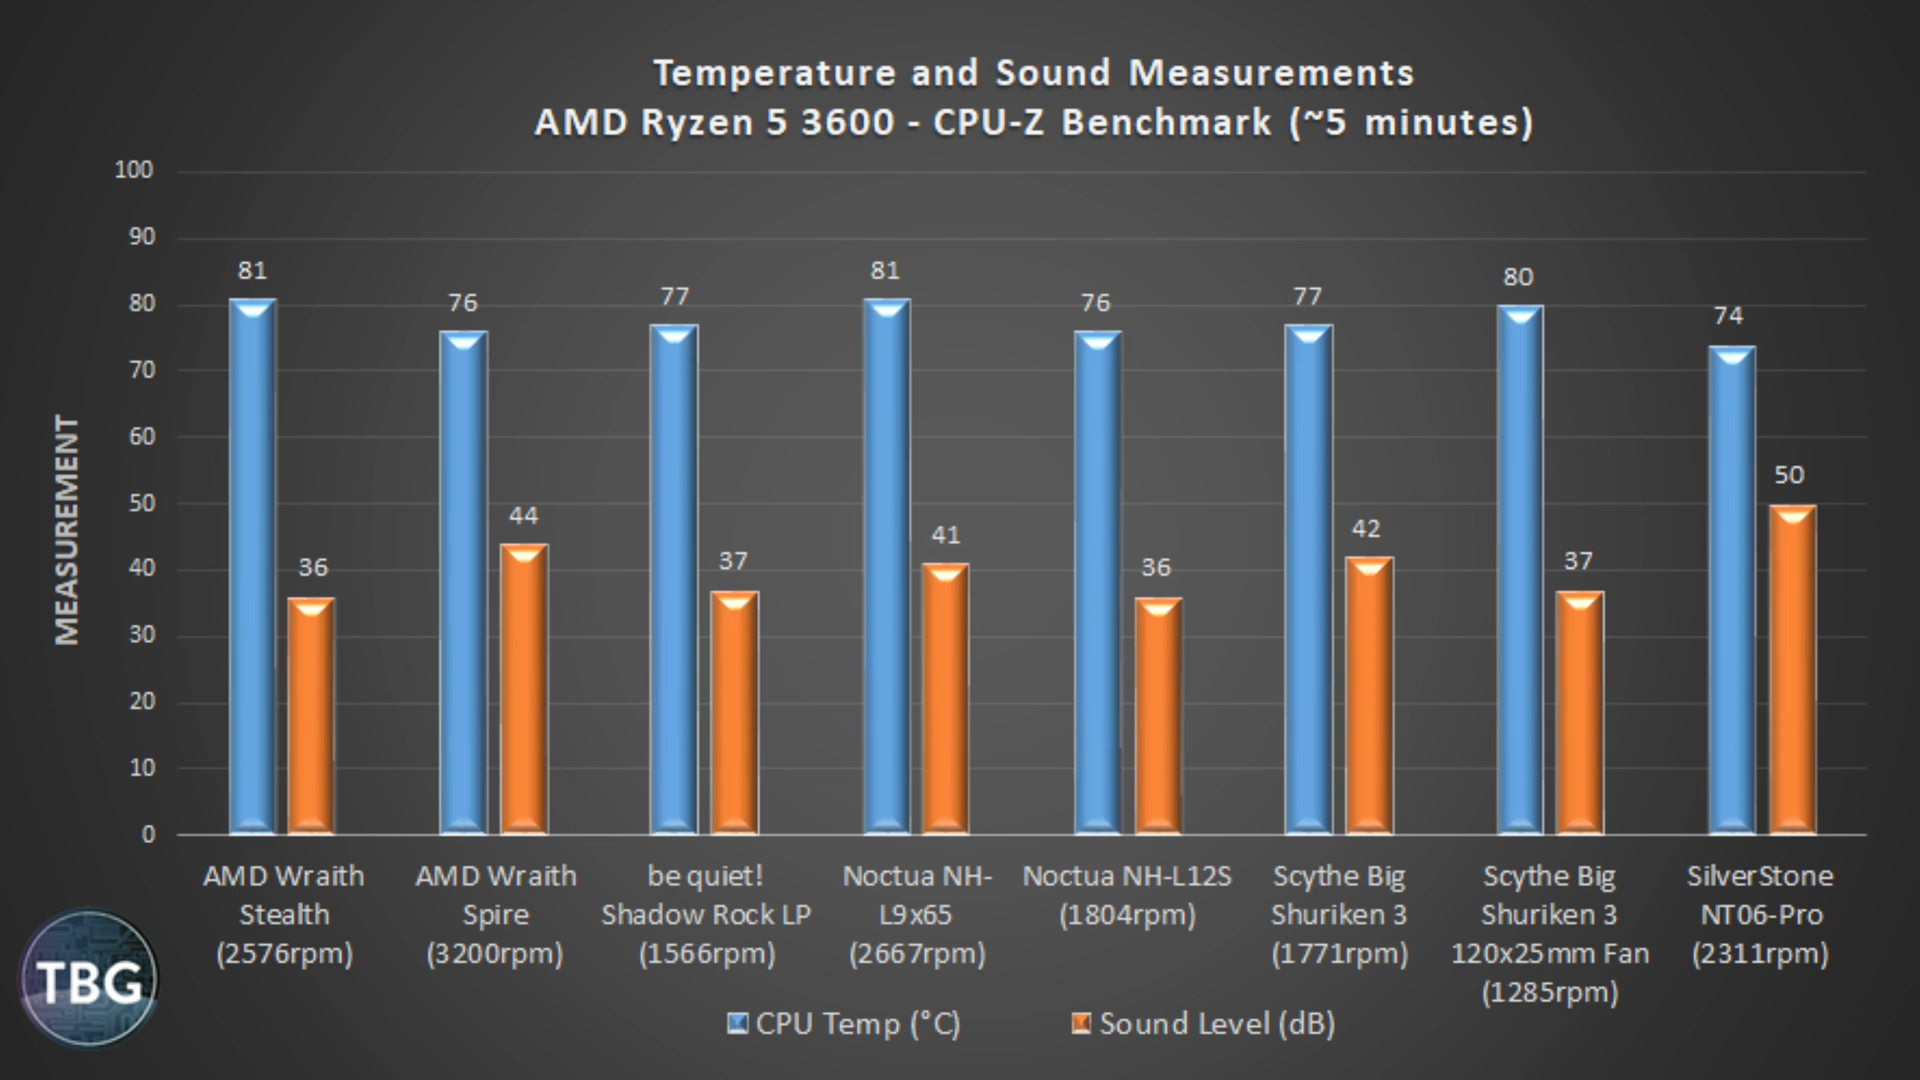 Temperature and Sound Measurements
AMD Ryzen 5 3600 - CPU-Z Benchmark (~5 minutes)
MEASUREMENT
100
90
80
70
60
50
40
30
20
10
0
81
36
76
44
77
37
81
41
76
36
77
42
80
37
74
50
AMD Wraith
Stealth
(2576rpm)
AMD Wraith
Spire
(3200rpm)
be quiet!
Shadow Rock LP
(1566rpm)
Noctua NH-
L9x65
(2667rpm)
Noctua NH-L12S
(1804rpm)
Scythe Big
Shuriken 3
(1771rpm)
Scythe Big
Shuriken 3
120x25mm Fan
(1285rpm)
SilverStone
NT06-Pro
(2311rpm)
CPU Temp (°C)
Sound Level (dB)
TBG